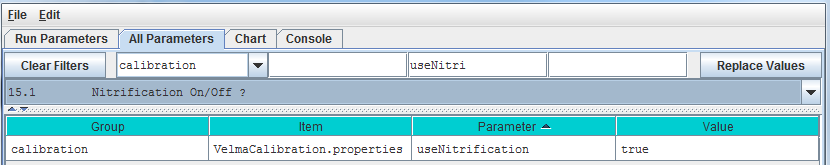 File Edit
Run Parameters All Parameters Chart Console
Clear Filters calibration useNitri Replace Values
15.1 Nitrification On/Off ?
Group Item Parameter Value
calibration VelmaCalibration.properties useNitrification true